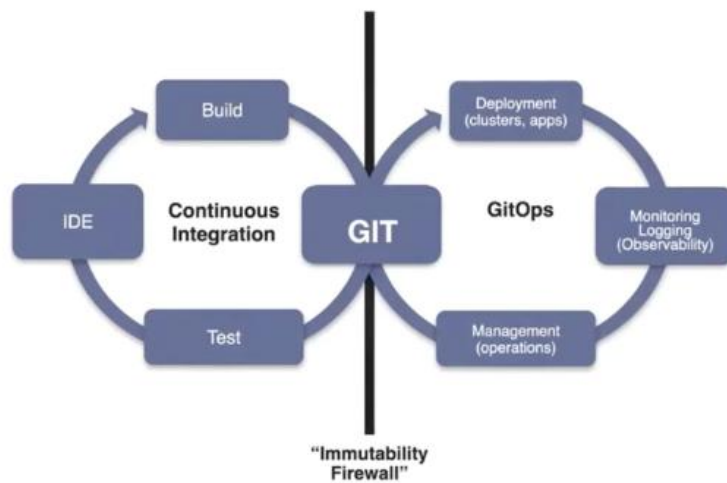 Build
Deployment
(clusters, apps)
IDE
Continuous
Integration
GIT
GitOps
Monitoring
Logging
(Observability)
Test
Management
(operations)
“Immutability
Firewall”